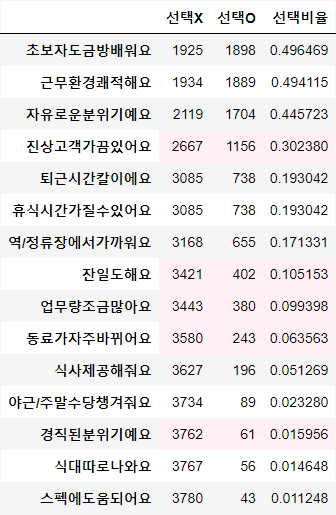 선택X 선택O 선택비율
초보자도금방배워요 1925 1898 0.496469
근무환경쾌적해요 1934 1889 0.494115
자유로운분위기예요 2119 1704 0.445723
진상고객가끔있어요 2667 1156 0.302380
퇴근시간칼이에요 3085 738 0.193042
휴식시간가질수있어요 3085 738 0.193042
역/정류장에서가까워요 3168 655 0.171331
잔일도해요 3421 402 0.105153
업무량조금많아요 3443 380 0.099398
동료가자주바뀌어요 3580 243 0.063563
식사제공해줘요 3627 196 0.051269
야근/주말수당챙겨줘요 3734 89 0.023280
경직된분위기예요 3762 61 0.015956
식대따로나와요 3767 56 0.014648
스펙에도움되어요 3780 43 0.011248